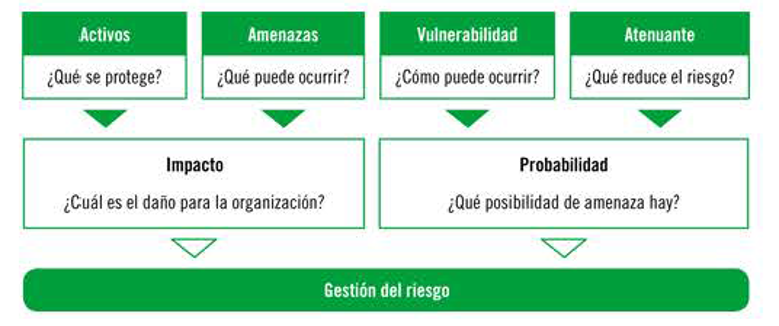 Activos
¿Qué se protege?
Amenazas
¿Qué puede ocurrir?
Vulnerabilidad
¿Cómo puede ocurrir?
Atenuante
¿Qué reduce el riesgo?
Impacto
¿Cuál es el daño para la organización?
Probabilidad
¿Qué posibilidad de amenaza hay?
Gestión del riesgo